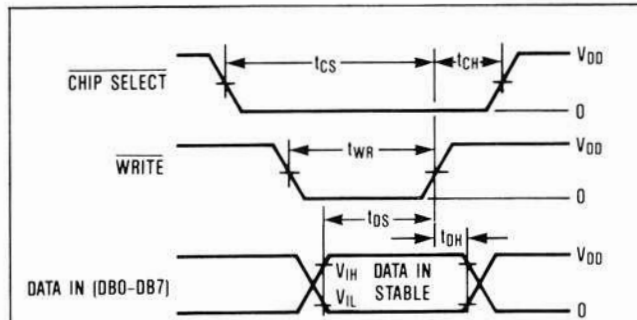 tCS
tCH
VDD
CHIP SELECT
0
tWR
VDD
WRITE
0
tDS
tDH
VDD
VIH
DATA IN
STABLE
DATA IN (DB0–DB7)
VIL
0